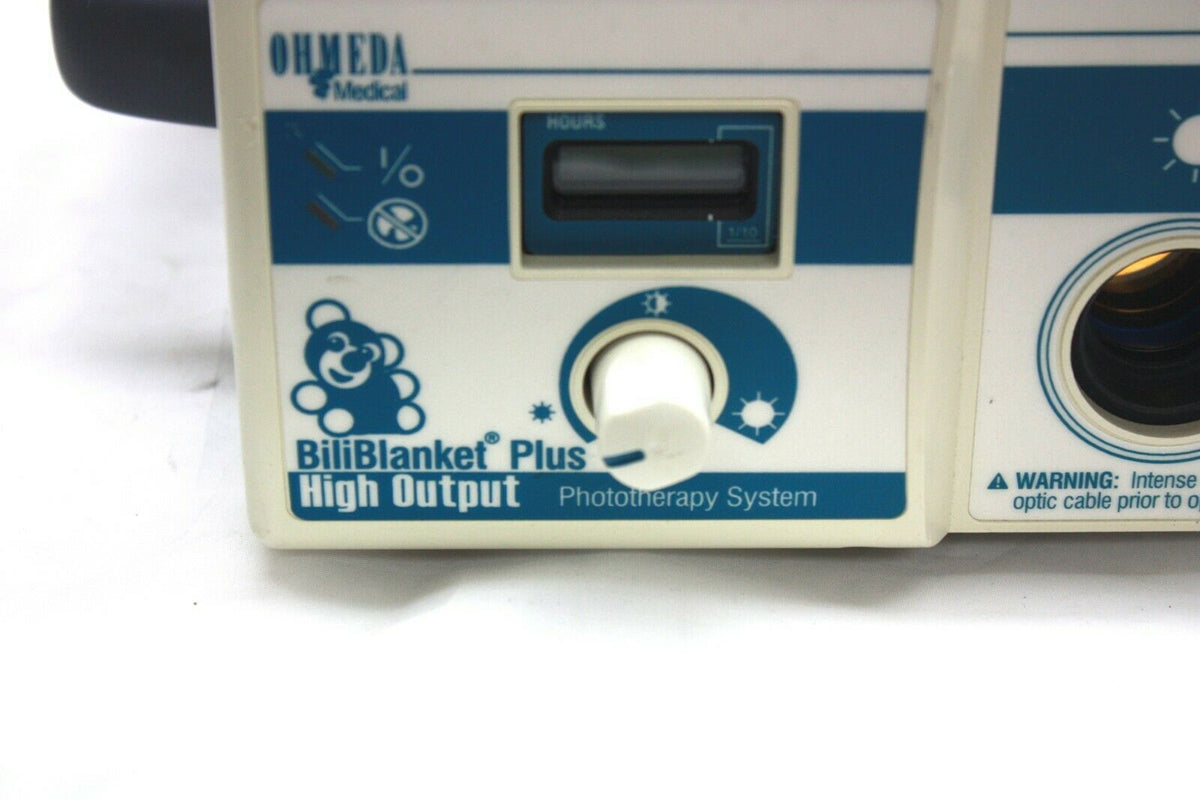 OHMEDA
Medical
HOURS
I/O
1/10
BiliBlanket® Plus
High Output Phototherapy System
⚠ WARNING: Intense
optic cable prior to